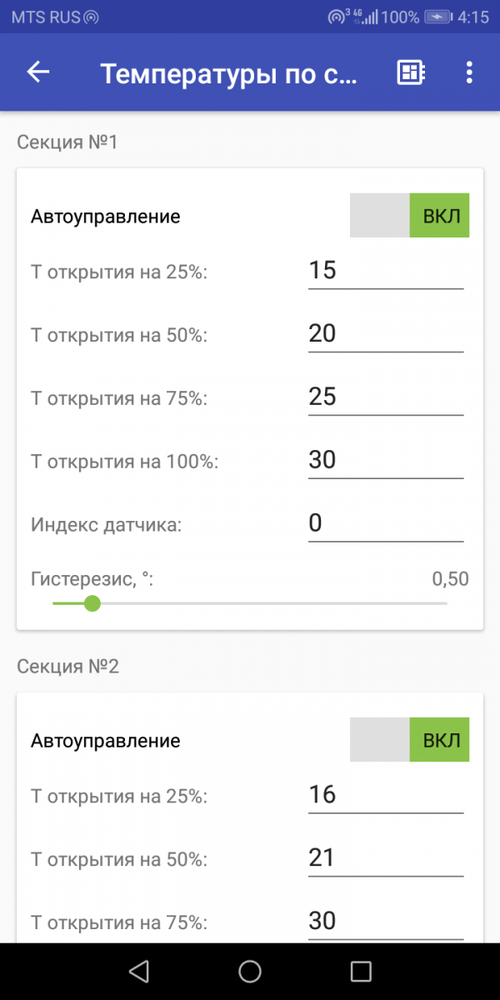 MTS RUS 3 4G 100% 4:15
Температуры по с...
Секция №1
Автоуправление ВКЛ
Т открытия на 25%: 15
Т открытия на 50%: 20
Т открытия на 75%: 25
Т открытия на 100%: 30
Индекс датчика: 0
Гистерезис, °: 0,50
Секция №2
Автоуправление ВКЛ
Т открытия на 25%: 16
Т открытия на 50%: 21
Т открытия на 75%: 30